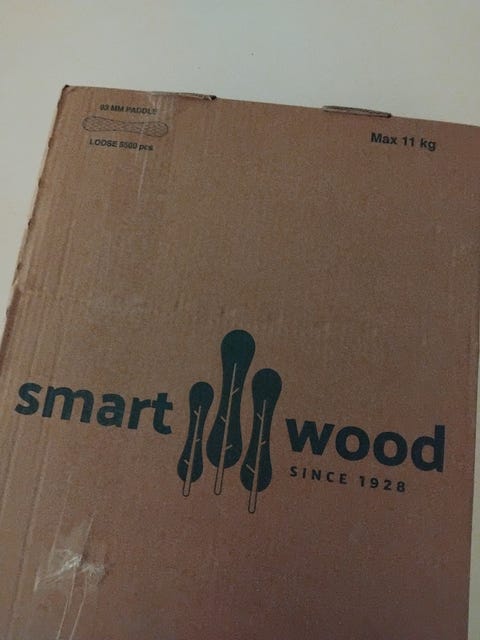 93 MM PADDLE
LOOSE 5500 pcs
Max 11 kg
smart wood
SINCE 1928